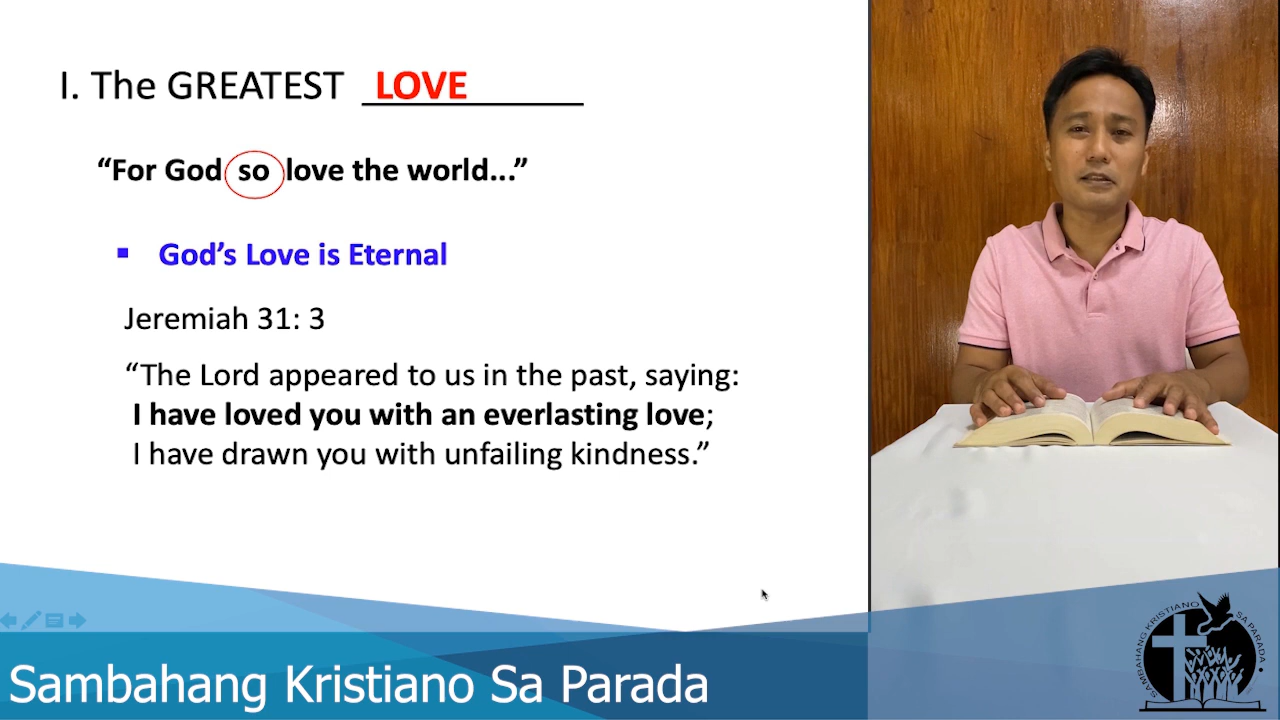 I. The GREATEST LOVE
“For God so love the world...”
▪ God’s Love is Eternal
Jeremiah 31: 3
“The Lord appeared to us in the past, saying:
I have loved you with an everlasting love;
I have drawn you with unfailing kindness.”
Sambahang Kristiano Sa Parada
SAMBAHANG KRISTIANO SA PARADA